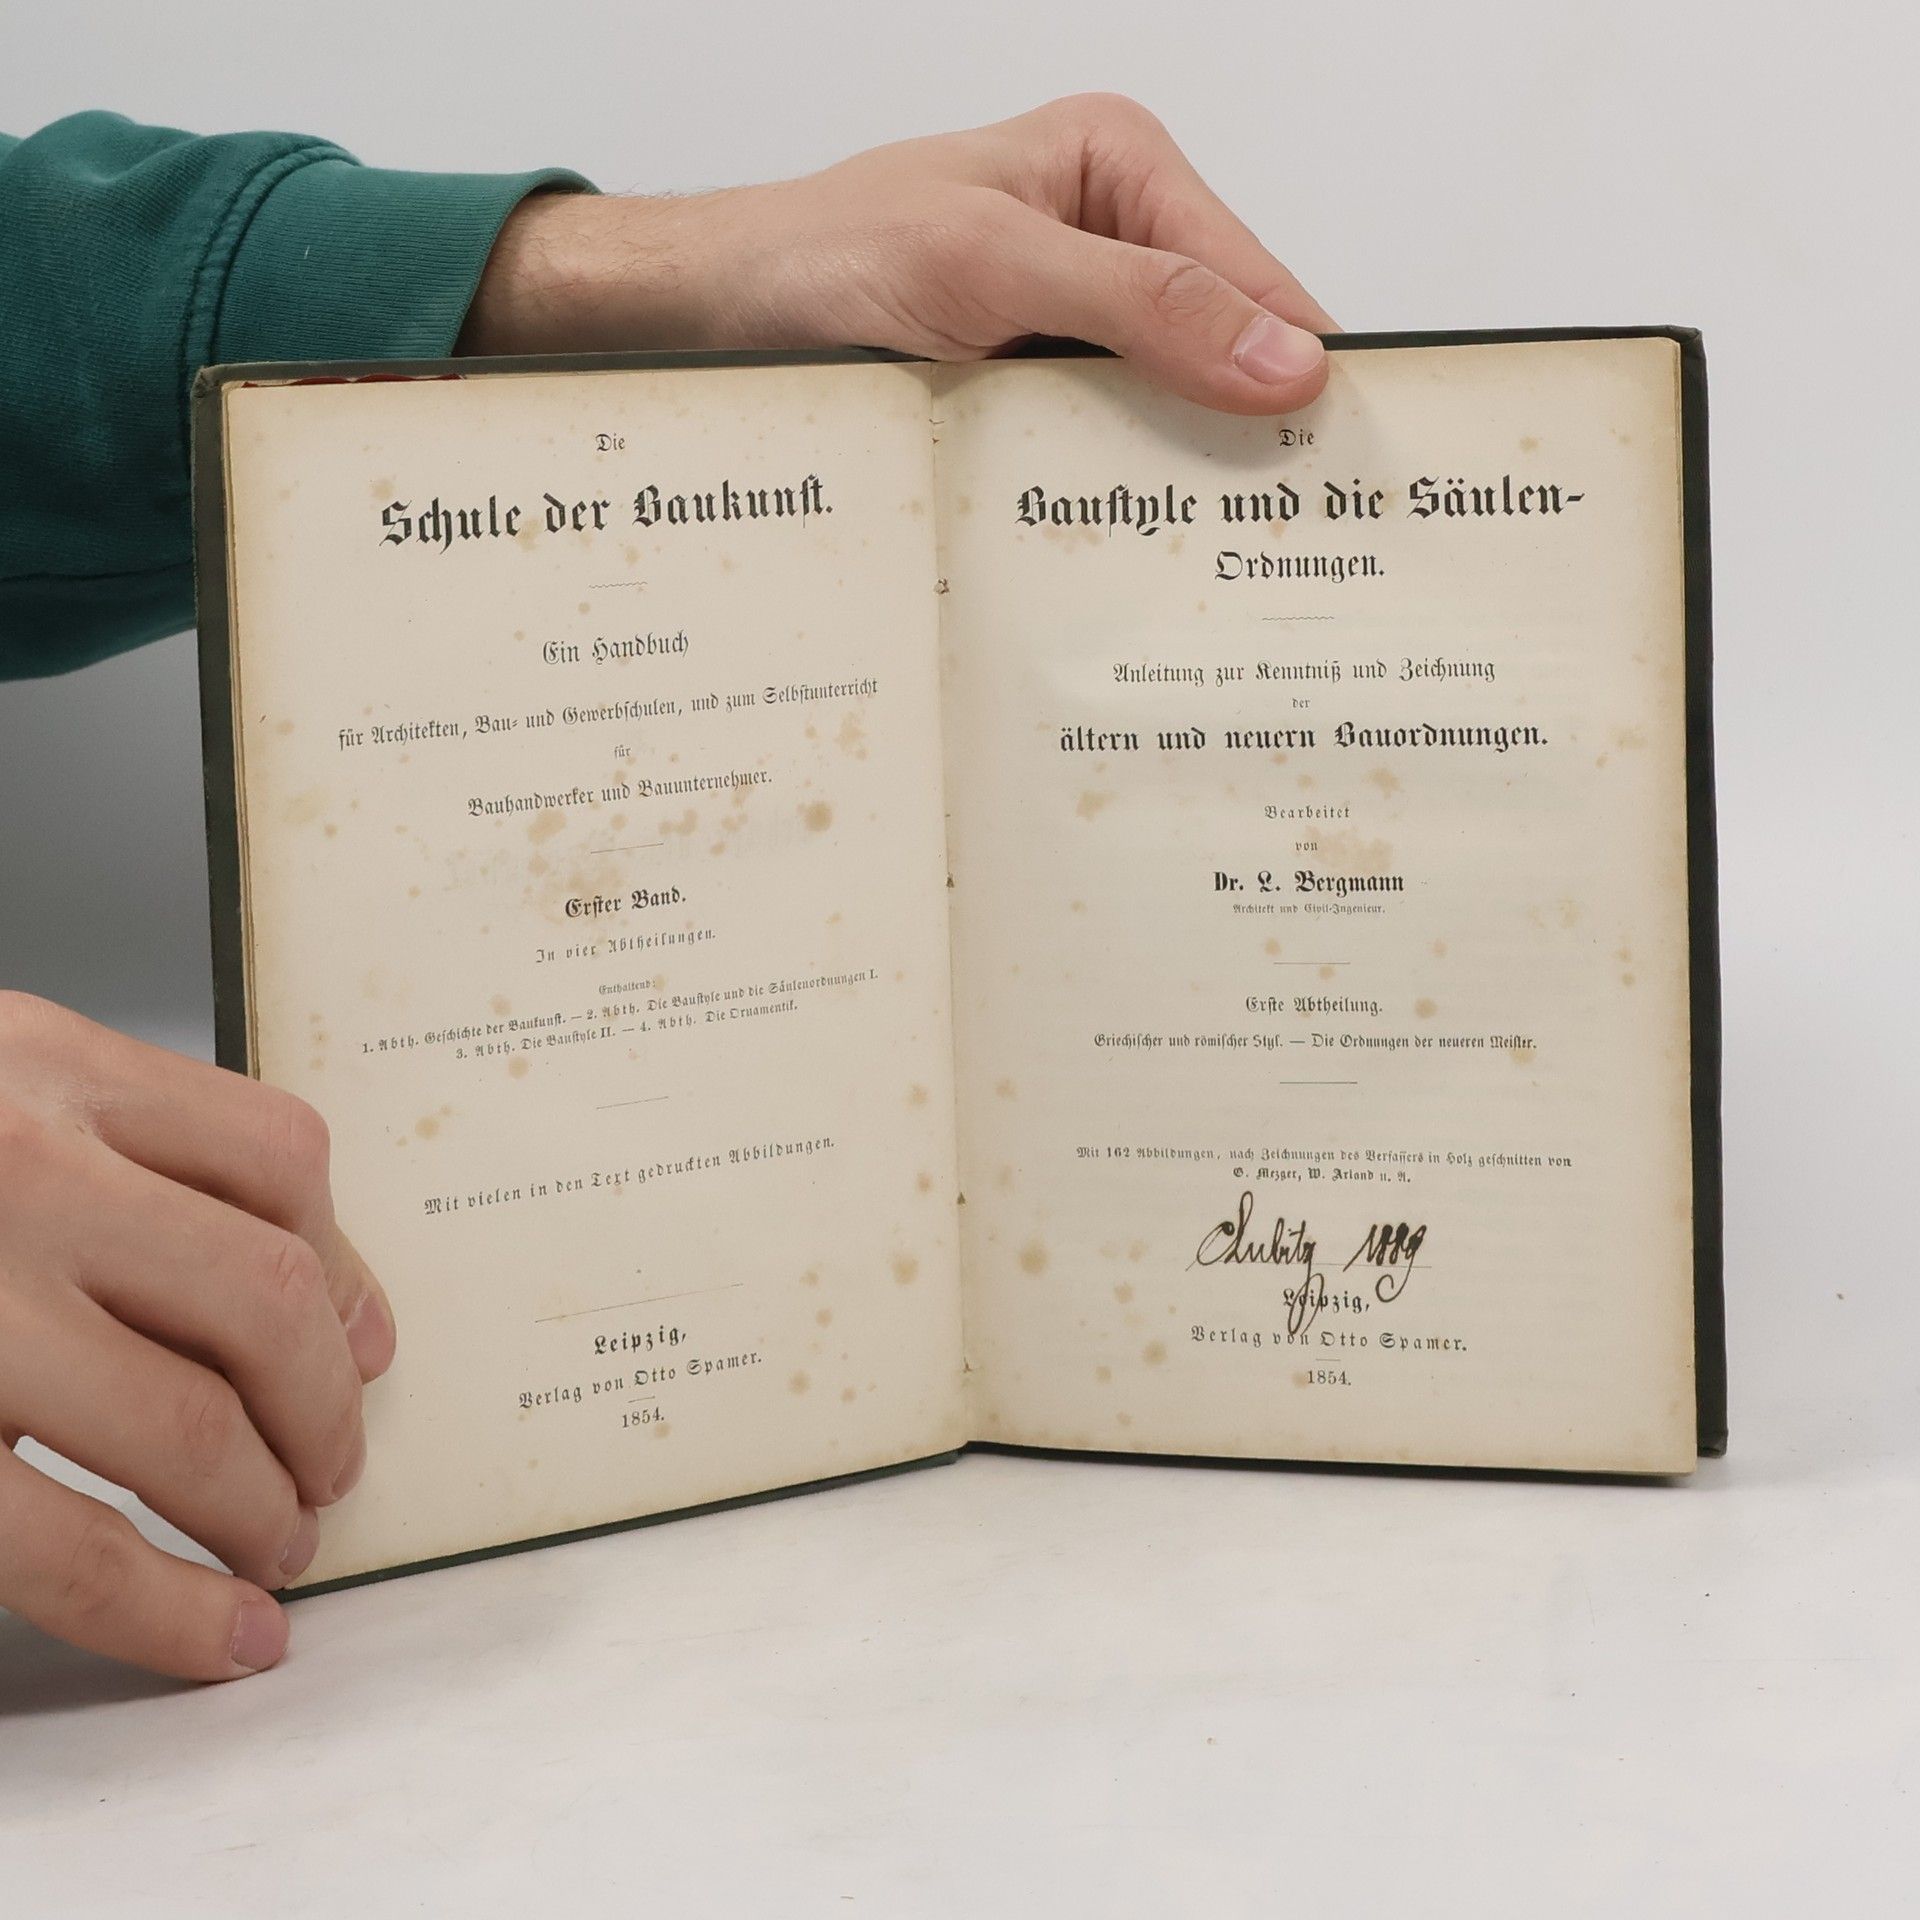 Die
Schule der Baukunst.
Ein Handbuch
für Architekten, Bau- und Gewerbschulen, und zum Selbstunterricht
für
Bauhandwerker und Bauunternehmer.
Erster Band.
In vier Abtheilungen.
Enthaltend:
1. Abth. Geschichte der Baukunst. — 2. Abth. Die Baustyle und die Säulenordnungen I.
3. Abth. Die Baustyle II. — 4. Abth. Die Ornamentik.
Mit vielen in den Text gedruckten Abbildungen.
Leipzig,
Verlag von Otto Spamer.
1854.
Die
Baustyle und die Säulen-
Ordnungen.
Anleitung zur Kenntniß und Zeichnung
der
ältern und neuern Bauordnungen.
Bearbeitet
von
Dr. L. Bergmann
Architekt und Civil-Ingenieur.
Erste Abtheilung.
Griechischer und römischer Styl. — Die Ordnungen der neueren Meister.
Mit 162 Abbildungen, nach Zeichnungen des Verfassers in Holz geschnitten von
O. Mezger, W. Arland u. A.
Lubitz 1889
Leipzig,
Verlag von Otto Spamer.
1854.